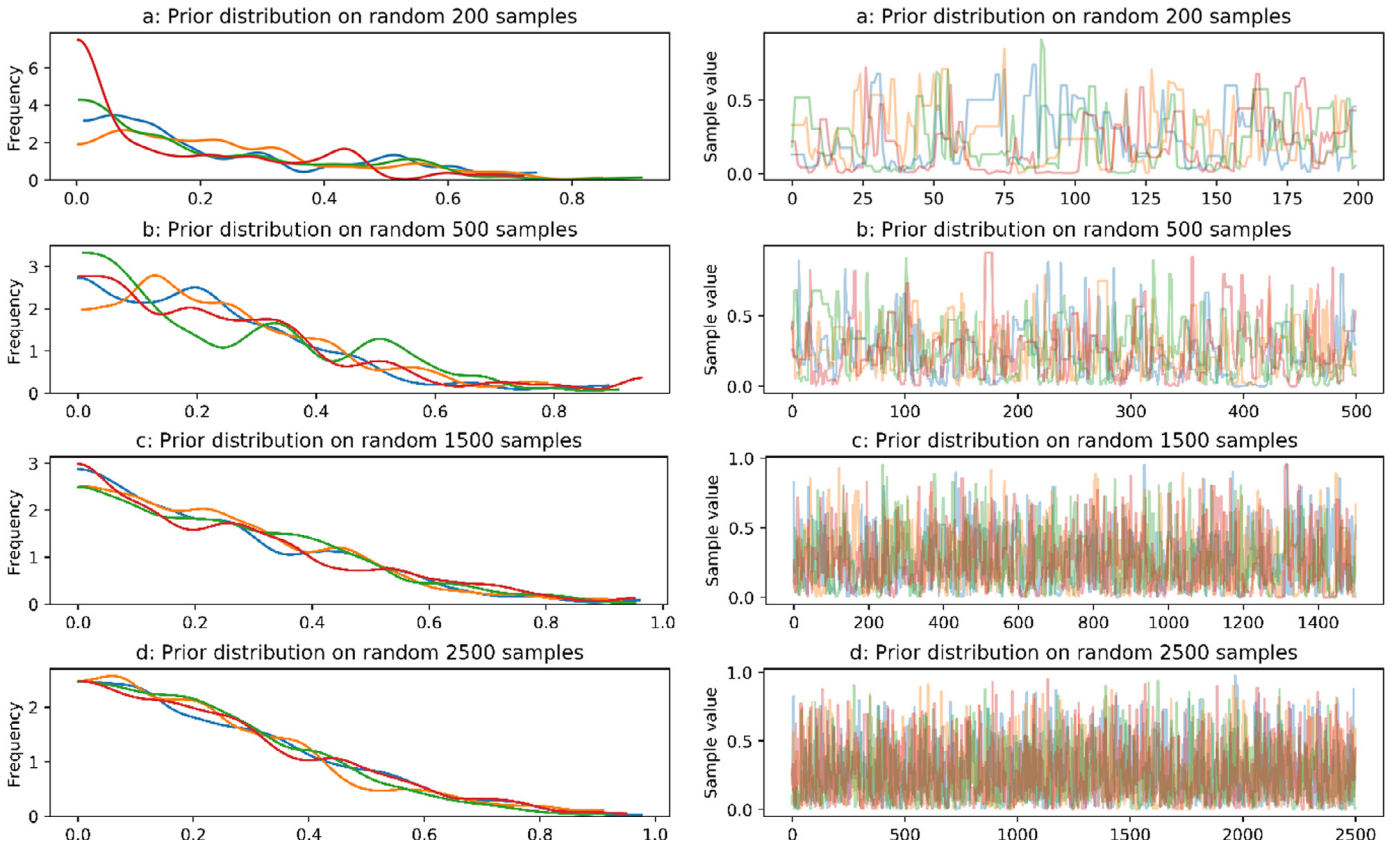 a: Prior distribution on random 200 samples
Frequency
6
4
2
0
0.0 0.2 0.4 0.6 0.8
a: Prior distribution on random 200 samples
Sample value
0.5
0.0
0 25 50 75 100 125 150 175 200
b: Prior distribution on random 500 samples
Frequency
3
2
1
0
0.0 0.2 0.4 0.6 0.8
b: Prior distribution on random 500 samples
Sample value
0.5
0.0
0 100 200 300 400 500
c: Prior distribution on random 1500 samples
Frequency
3
2
1
0
0.0 0.2 0.4 0.6 0.8 1.0
c: Prior distribution on random 1500 samples
Sample value
1.0
0.5
0.0
0 200 400 600 800 1000 1200 1400
d: Prior distribution on random 2500 samples
Frequency
2
1
0
0.0 0.2 0.4 0.6 0.8 1.0
d: Prior distribution on random 2500 samples
Sample value
1.0
0.5
0.0
0 500 1000 1500 2000 2500